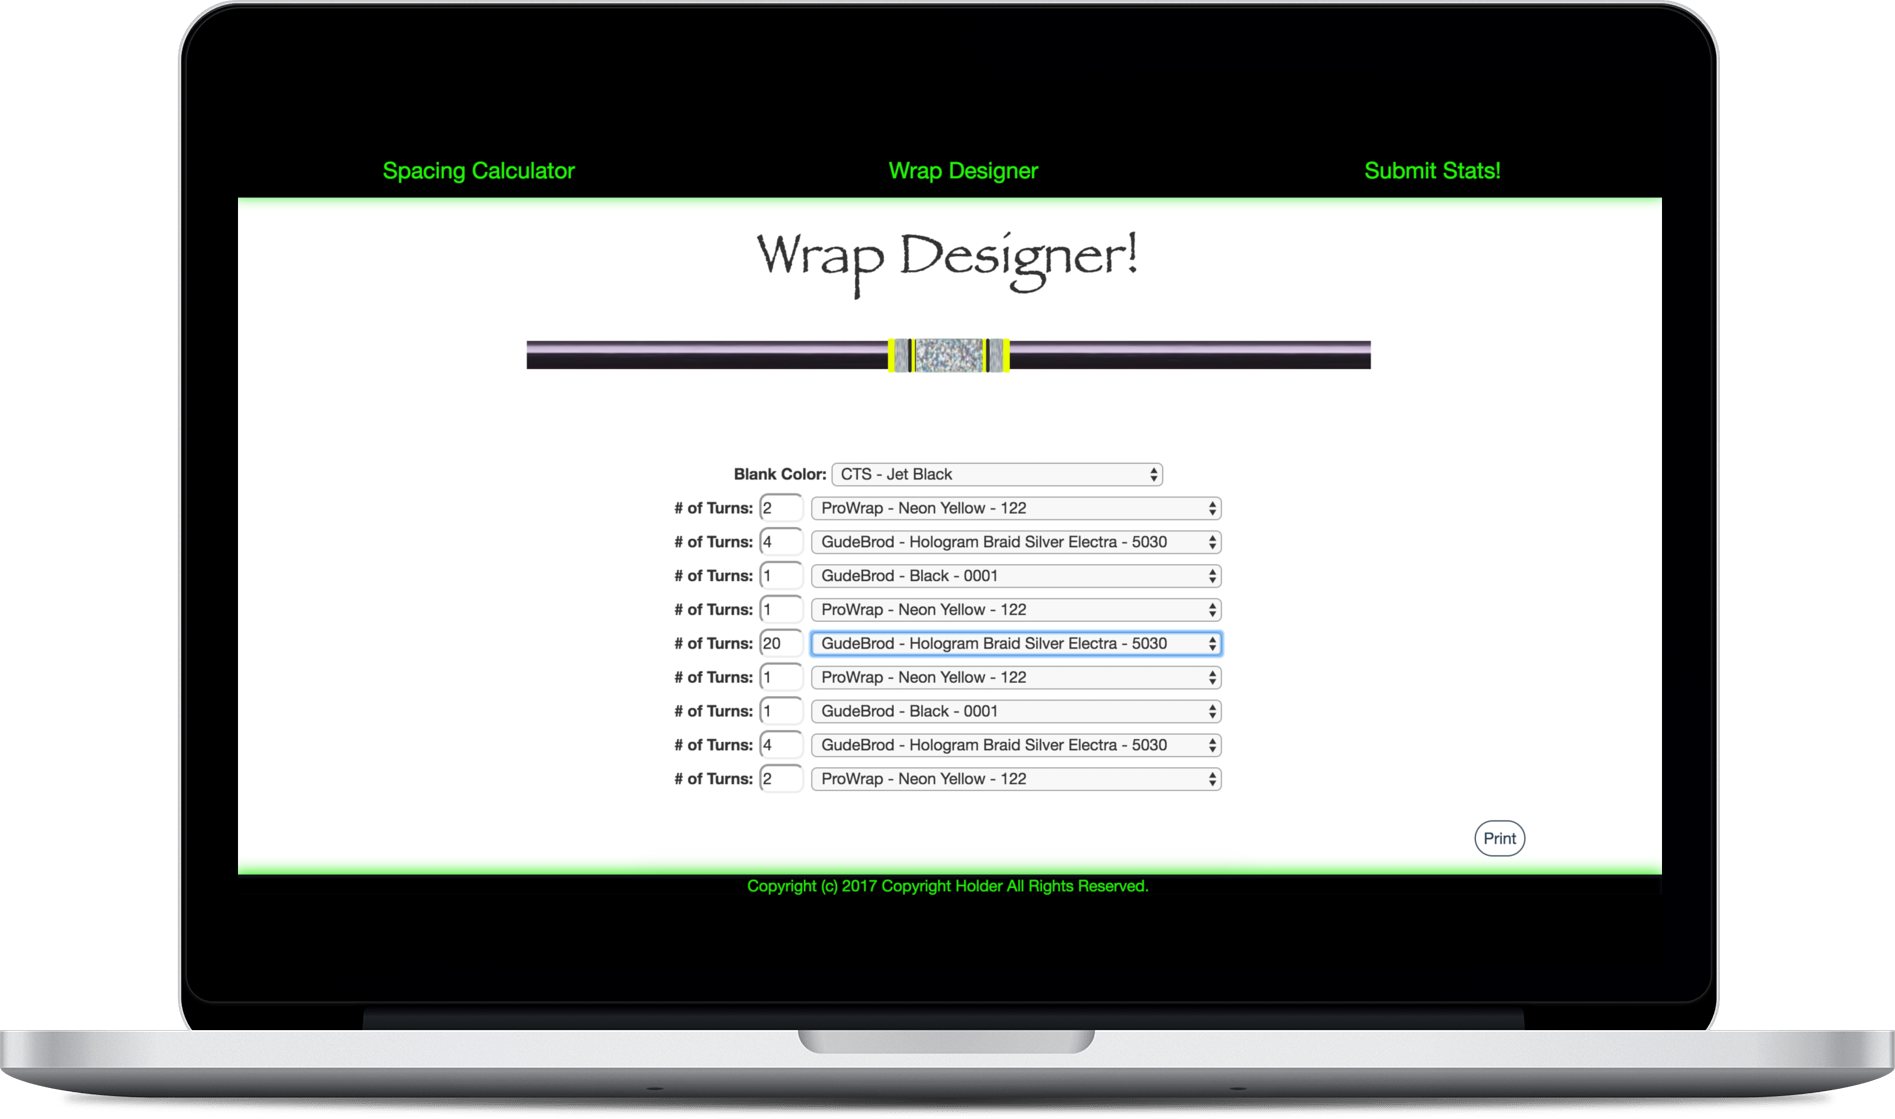 Spacing Calculator Wrap Designer Submit Stats!
Wrap Designer!
Blank Color: CTS - Jet Black
# of Turns: 2 ProWrap - Neon Yellow - 122
# of Turns: 4 GudeBrod - Hologram Braid Silver Electra - 5030
# of Turns: 1 GudeBrod - Black - 0001
# of Turns: 1 ProWrap - Neon Yellow - 122
# of Turns: 20 GudeBrod - Hologram Braid Silver Electra - 5030
# of Turns: 1 ProWrap - Neon Yellow - 122
# of Turns: 1 GudeBrod - Black - 0001
# of Turns: 4 GudeBrod - Hologram Braid Silver Electra - 5030
# of Turns: 2 ProWrap - Neon Yellow - 122
Print
Copyright (c) 2017 Copyright Holder All Rights Reserved.